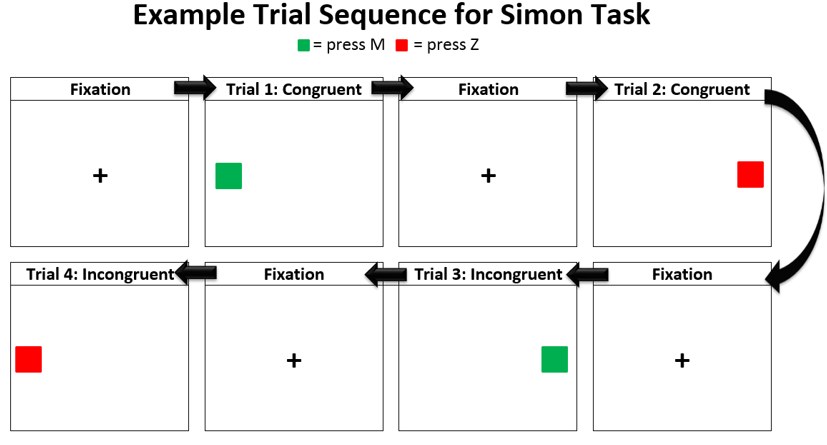 Example Trial Sequence for Simon Task
= press M = press Z
Fixation
Trial 1: Congruent
Fixation
Trial 2: Congruent
+
+
Trial 4: Incongruent
Fixation
Trial 3: Incongruent
Fixation
+
+